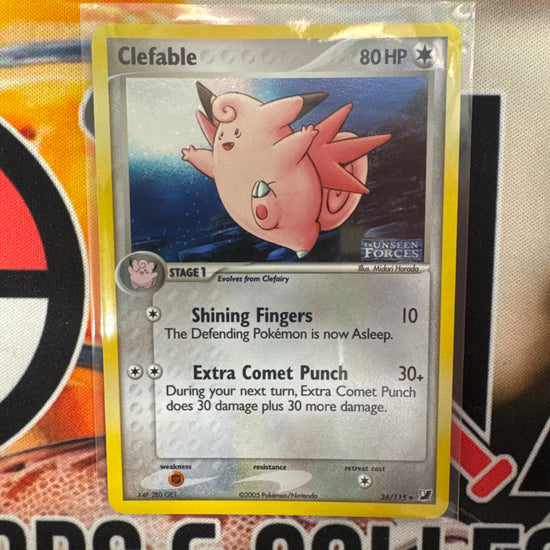 Clefable 80 HP
EX UNSEEN
FORCES
Illus. Midori Harada
STAGE 1 Evolves from Clefairy
Shining Fingers 10
The Defending Pokémon is now Asleep.
Extra Comet Punch 30+
During your next turn, Extra Comet Punch
does 30 damage plus 30 more damage.
weakness resistance retreat cost
©2005 Pokémon/Nintendo 36/115